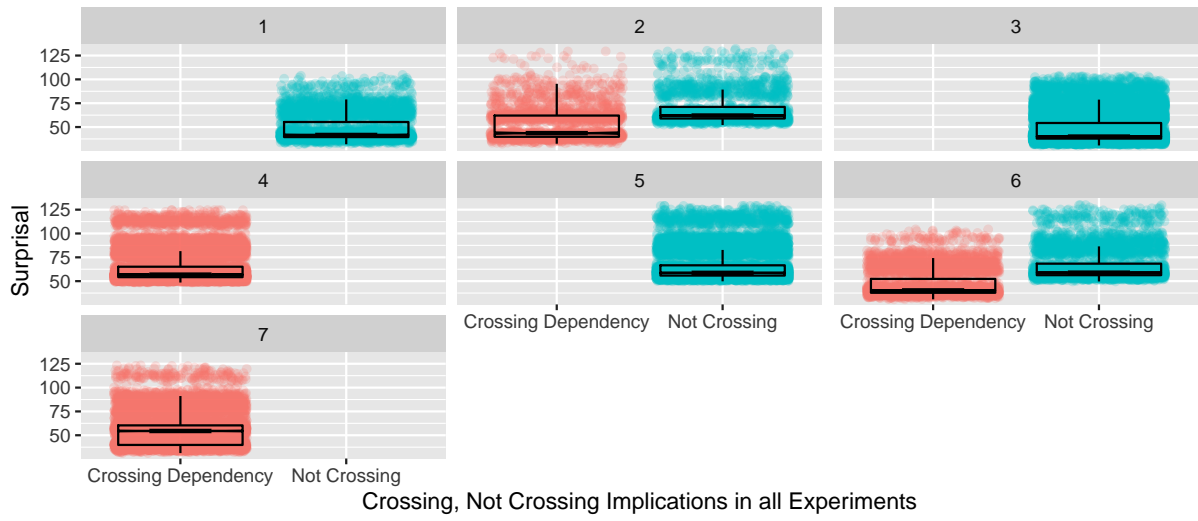 1 2 3
125
100
75
50
4 5 6
125
100
75
50
Surprisal
Crossing Dependency Not Crossing Crossing Dependency Not Crossing
7
125
100
75
50
Crossing Dependency Not Crossing
Crossing, Not Crossing Implications in all Experiments